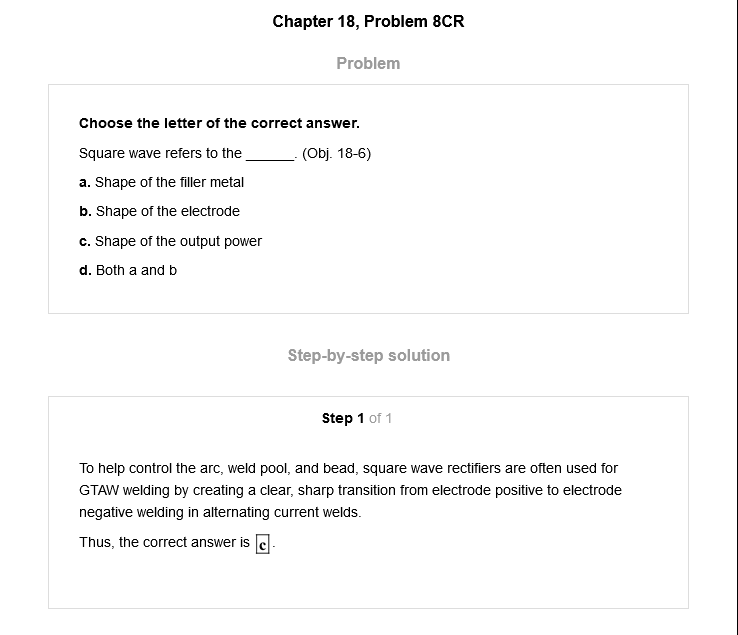 Chapter 18, Problem 8CR
Problem
Choose the letter of the correct answer.
Square wave refers to the ______. (Obj. 18-6)
a. Shape of the filler metal
b. Shape of the electrode
c. Shape of the output power
d. Both a and b
Step-by-step solution
Step 1 of 1
To help control the arc, weld pool, and bead, square wave rectifiers are often used for
GTAW welding by creating a clear, sharp transition from electrode positive to electrode
negative welding in alternating current welds.
Thus, the correct answer is c.